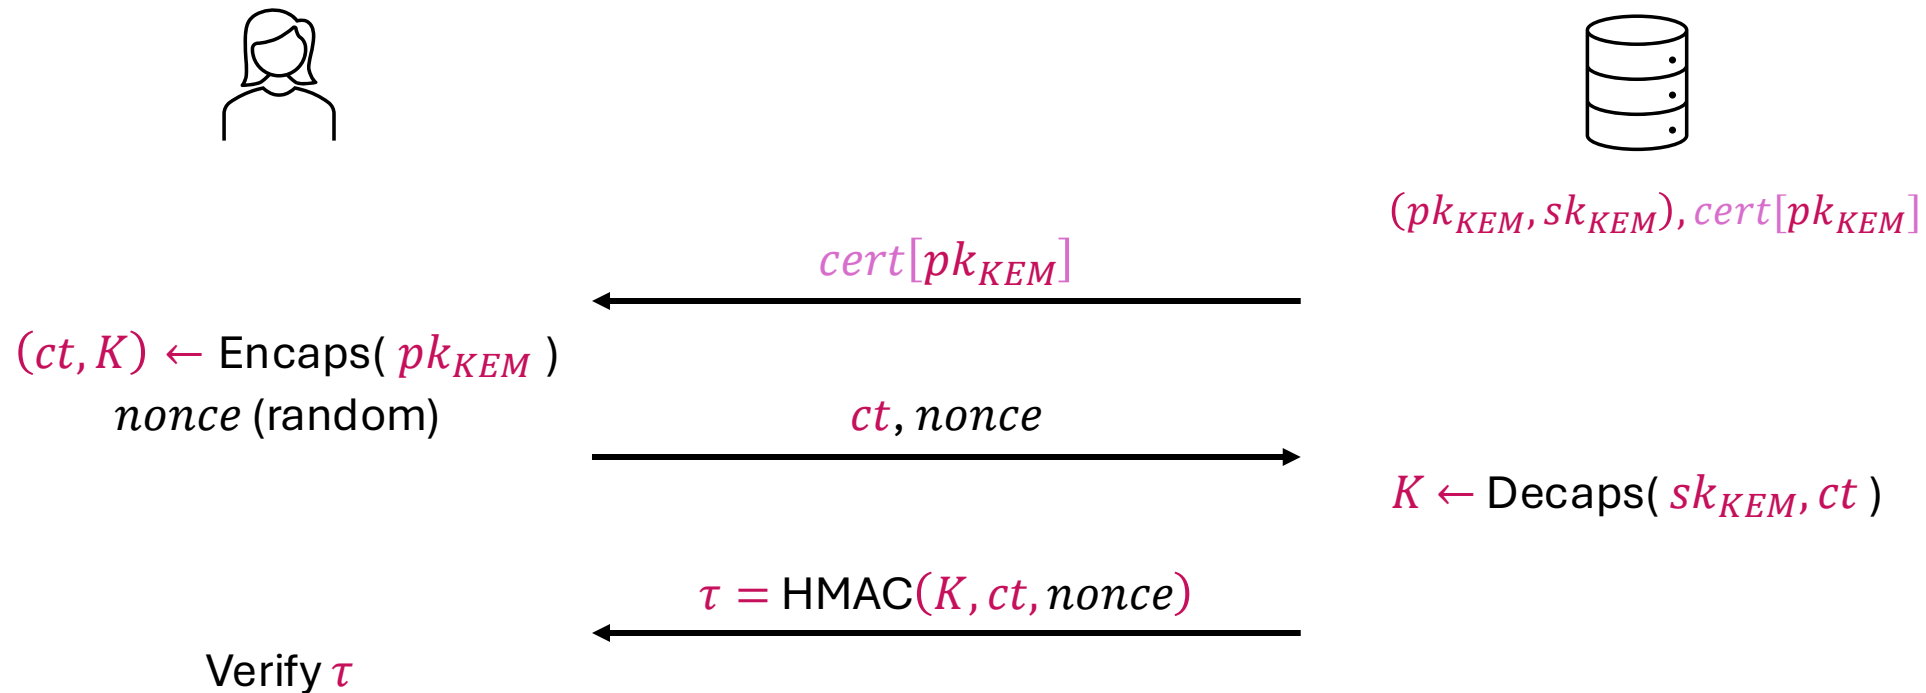 (pk_KEM, sk_KEM), cert[pk_KEM]
cert[pk_KEM]
(ct, K) ← Encaps( pk_KEM )
nonce (random)
ct, nonce
K ← Decaps( sk_KEM, ct )
τ = HMAC(K, ct, nonce)
Verify τ